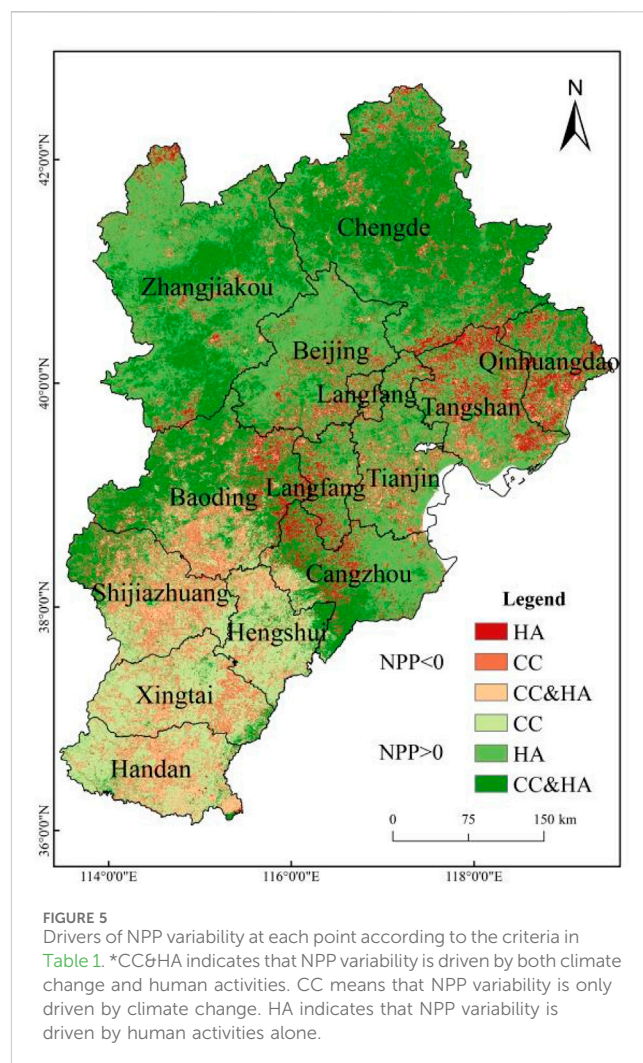 N
42°0'0"N
40°0'0"N
38°0'0"N
36°0'0"N
Chengde
Zhangjiakou
Beijing
Qinhuangdao
Langfang
Tangshan
Tianjin
Langfang
Baoding
Cangzhou
Shijiazhuang
Hengshui
Xingtai
Handan
Legend
HA
NPP<0
CC
CC&HA
CC
NPP>0
HA
CC&HA
0 75 150 km
114°0'0"E
116°0'0"E
118°0'0"E
FIGURE 5
Drivers of NPP variability at each point according to the criteria in
Table 1. *CC&HA indicates that NPP variability is driven by both climate
change and human activities. CC means that NPP variability is only
driven by climate change. HA indicates that NPP variability is
driven by human activities alone.